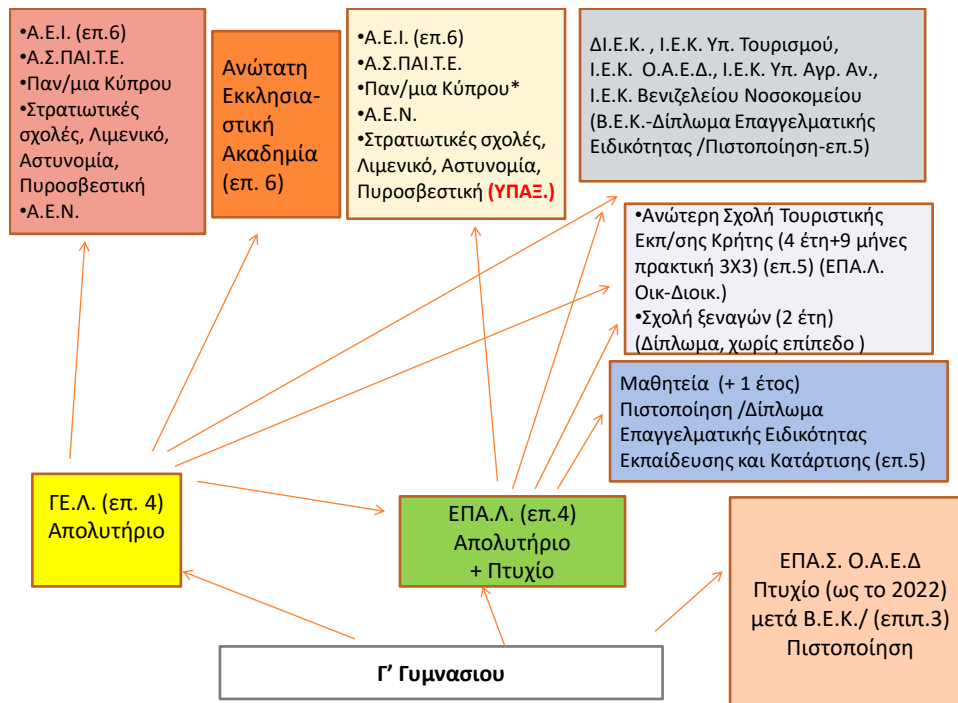 •Α.Ε.Ι. (επ.6)
•Α.Σ.ΠΑΙ.Τ.Ε.
•Παν/μια Κύπρου
•Στρατιωτικές
σχολές, Λιμενικό,
Αστυνομία,
Πυροσβεστική
•Α.Ε.Ν.
Ανώτατη
Εκκλησια-
στική
Ακαδημία
(επ. 6)
•Α.Ε.Ι. (επ.6)
•Α.Σ.ΠΑΙ.Τ.Ε.
•Παν/μια Κύπρου*
•Α.Ε.Ν.
•Στρατιωτικές σχολές,
Λιμενικό, Αστυνομία,
Πυροσβεστική (ΥΠΑΞ.)
ΔΙ.Ε.Κ. , Ι.Ε.Κ. Υπ. Τουρισμού,
Ι.Ε.Κ. Ο.Α.Ε.Δ., Ι.Ε.Κ. Υπ. Αγρ. Αν.,
Ι.Ε.Κ. Βενιζελείου Νοσοκομείου
(Β.Ε.Κ.-Δίπλωμα Επαγγελματικής
Ειδικότητας /Πιστοποίηση-επ.5)
•Ανώτερη Σχολή Τουριστικής
Εκπ/σης Κρήτης (4 έτη+9 μήνες
πρακτική 3Χ3) (επ.5) (ΕΠΑ.Λ.
Οικ-Διοικ.)
•Σχολή ξεναγών (2 έτη)
(Δίπλωμα, χωρίς επίπεδο )
Μαθητεία (+ 1 έτος)
Πιστοποίηση /Δίπλωμα
Επαγγελματικής Ειδικότητας
Εκπαίδευσης και Κατάρτισης (επ.5)
ΓΕ.Λ. (επ. 4)
Απολυτήριο
ΕΠΑ.Λ. (επ.4)
Απολυτήριο
+ Πτυχίο
ΕΠΑ.Σ. Ο.Α.Ε.Δ
Πτυχίο (ως το 2022)
μετά Β.Ε.Κ./ (επιπ.3)
Πιστοποίηση
Γ’ Γυμνασιου